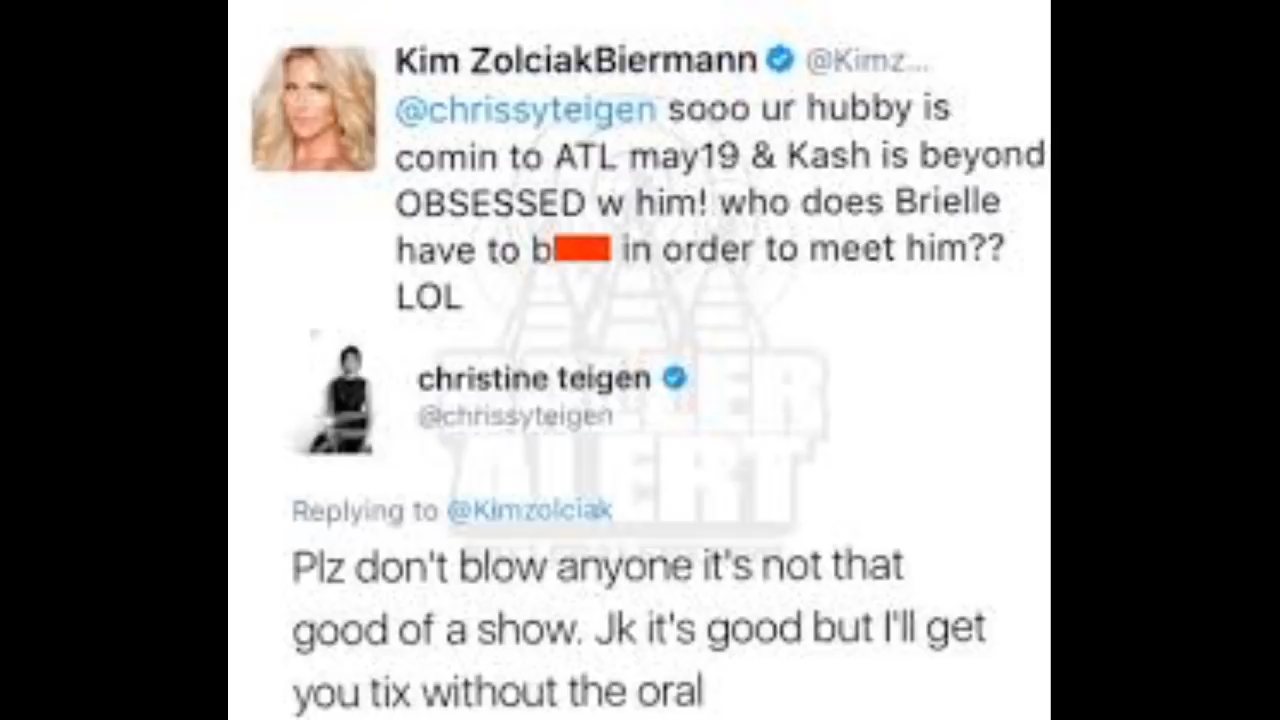 Kim ZolciakBiermann @Kimz...
@chrissyteigen sooo ur hubby is
comin to ATL may19 & Kash is beyond
OBSESSED w him! who does Brielle
have to b in order to meet him??
LOL
christine teigen
@chrissyteigen
Replying to @Kimzolciak
Plz don't blow anyone it's not that
good of a show. Jk it's good but I'll get
you tix without the oral
ALERT